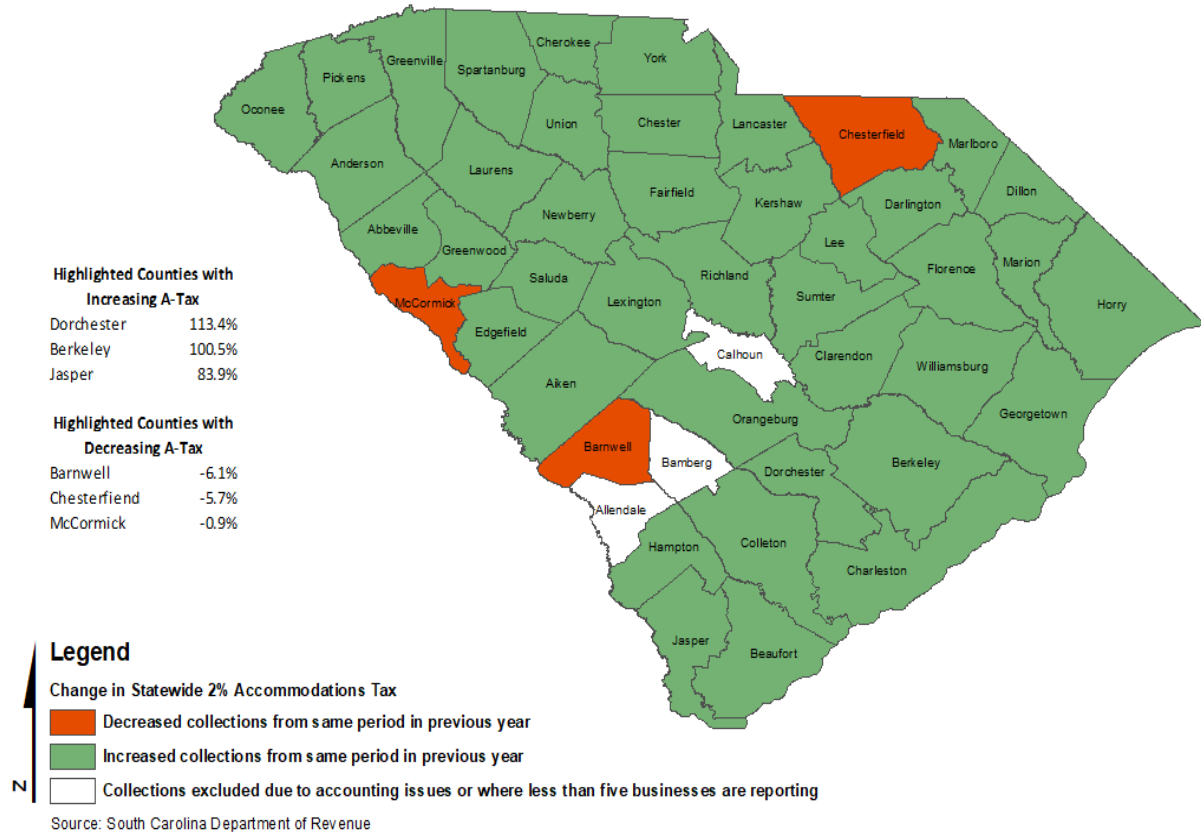 Cherokee
York
Greenville
Spartanburg
Pickens
Oconee
Union
Chester
Lancaster
Chesterfield
Marlboro
Anderson
Laurens
Fairfield
Kershaw
Darlington
Dillon
Abbeville
Newberry
Lee
Greenwood
Saluda
Richland
Florence
Marion
McCormick
Lexington
Sumter
Horry
Edgefield
Calhoun
Clarendon
Williamsburg
Aiken
Orangeburg
Georgetown
Barnwell
Bamberg
Dorchester
Berkeley
Allendale
Hampton
Colleton
Charleston
Jasper
Beaufort
Highlighted Counties with
Increasing A-Tax
Dorchester 113.4%
Berkeley 100.5%
Jasper 83.9%
Highlighted Counties with
Decreasing A-Tax
Barnwell -6.1%
Chesterfiend -5.7%
McCormick -0.9%
Legend
Change in Statewide 2% Accommodations Tax
Decreased collections from same period in previous year
Increased collections from same period in previous year
Collections excluded due to accounting issues or where less than five businesses are reporting
N
Source: South Carolina Department of Revenue